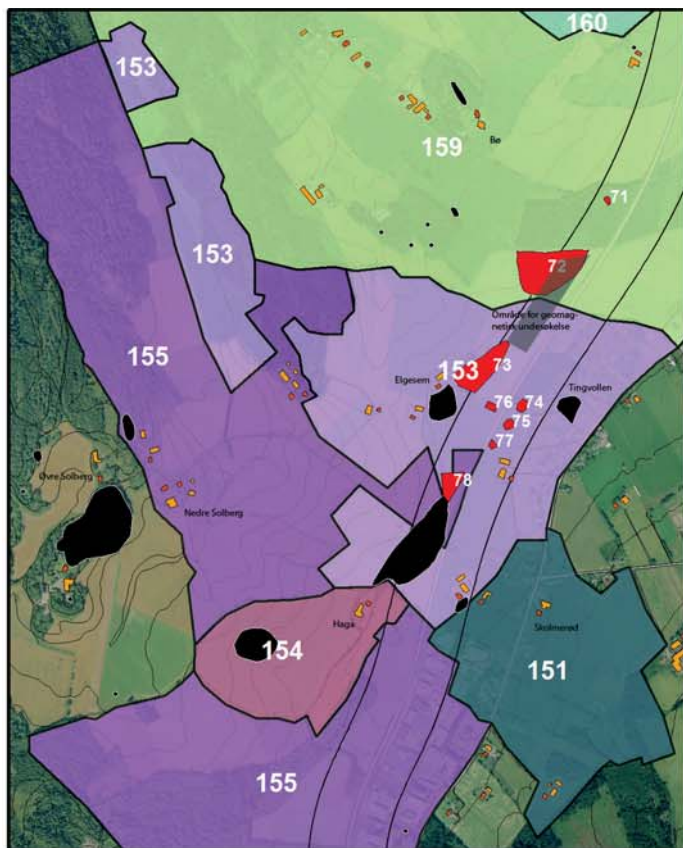 160
153
159
Bø
71
153
72
Område for geomag-
netisk undersøkelse
155
153
73
Elgesem
Tingvollen
76
74
75
77
78
Øvre Solberg
Nedre Solberg
Haga
Skolmerød
154
151
155